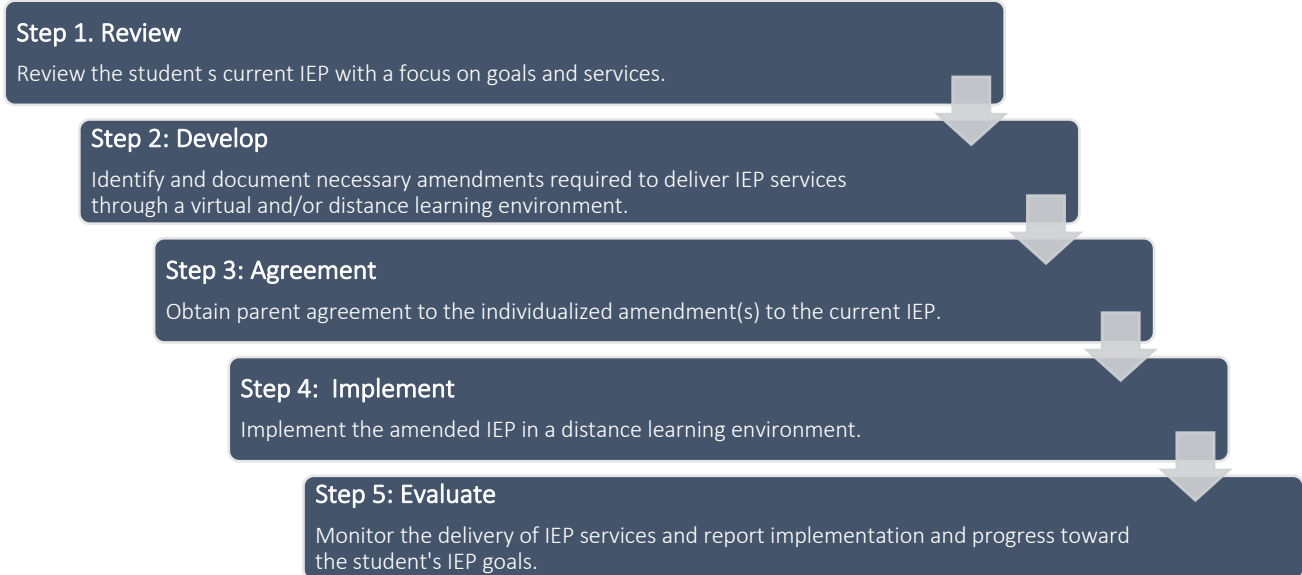 Step 1. Review
Review the student s current IEP with a focus on goals and services.
Step 2: Develop
Identify and document necessary amendments required to deliver IEP services
through a virtual and/or distance learning environment.
Step 3: Agreement
Obtain parent agreement to the individualized amendment(s) to the current IEP.
Step 4:  Implement
Implement the amended IEP in a distance learning environment.
Step 5: Evaluate
Monitor the delivery of IEP services and report implementation and progress toward
the student's IEP goals.